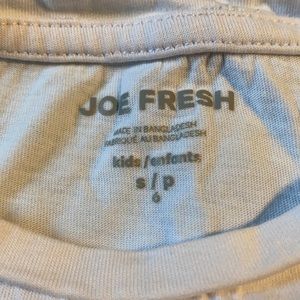 JOE FRESH
MADE IN BANGLADESH
FABRIQUÉ AU BANGLADESH
kids/enfants
s/p
6